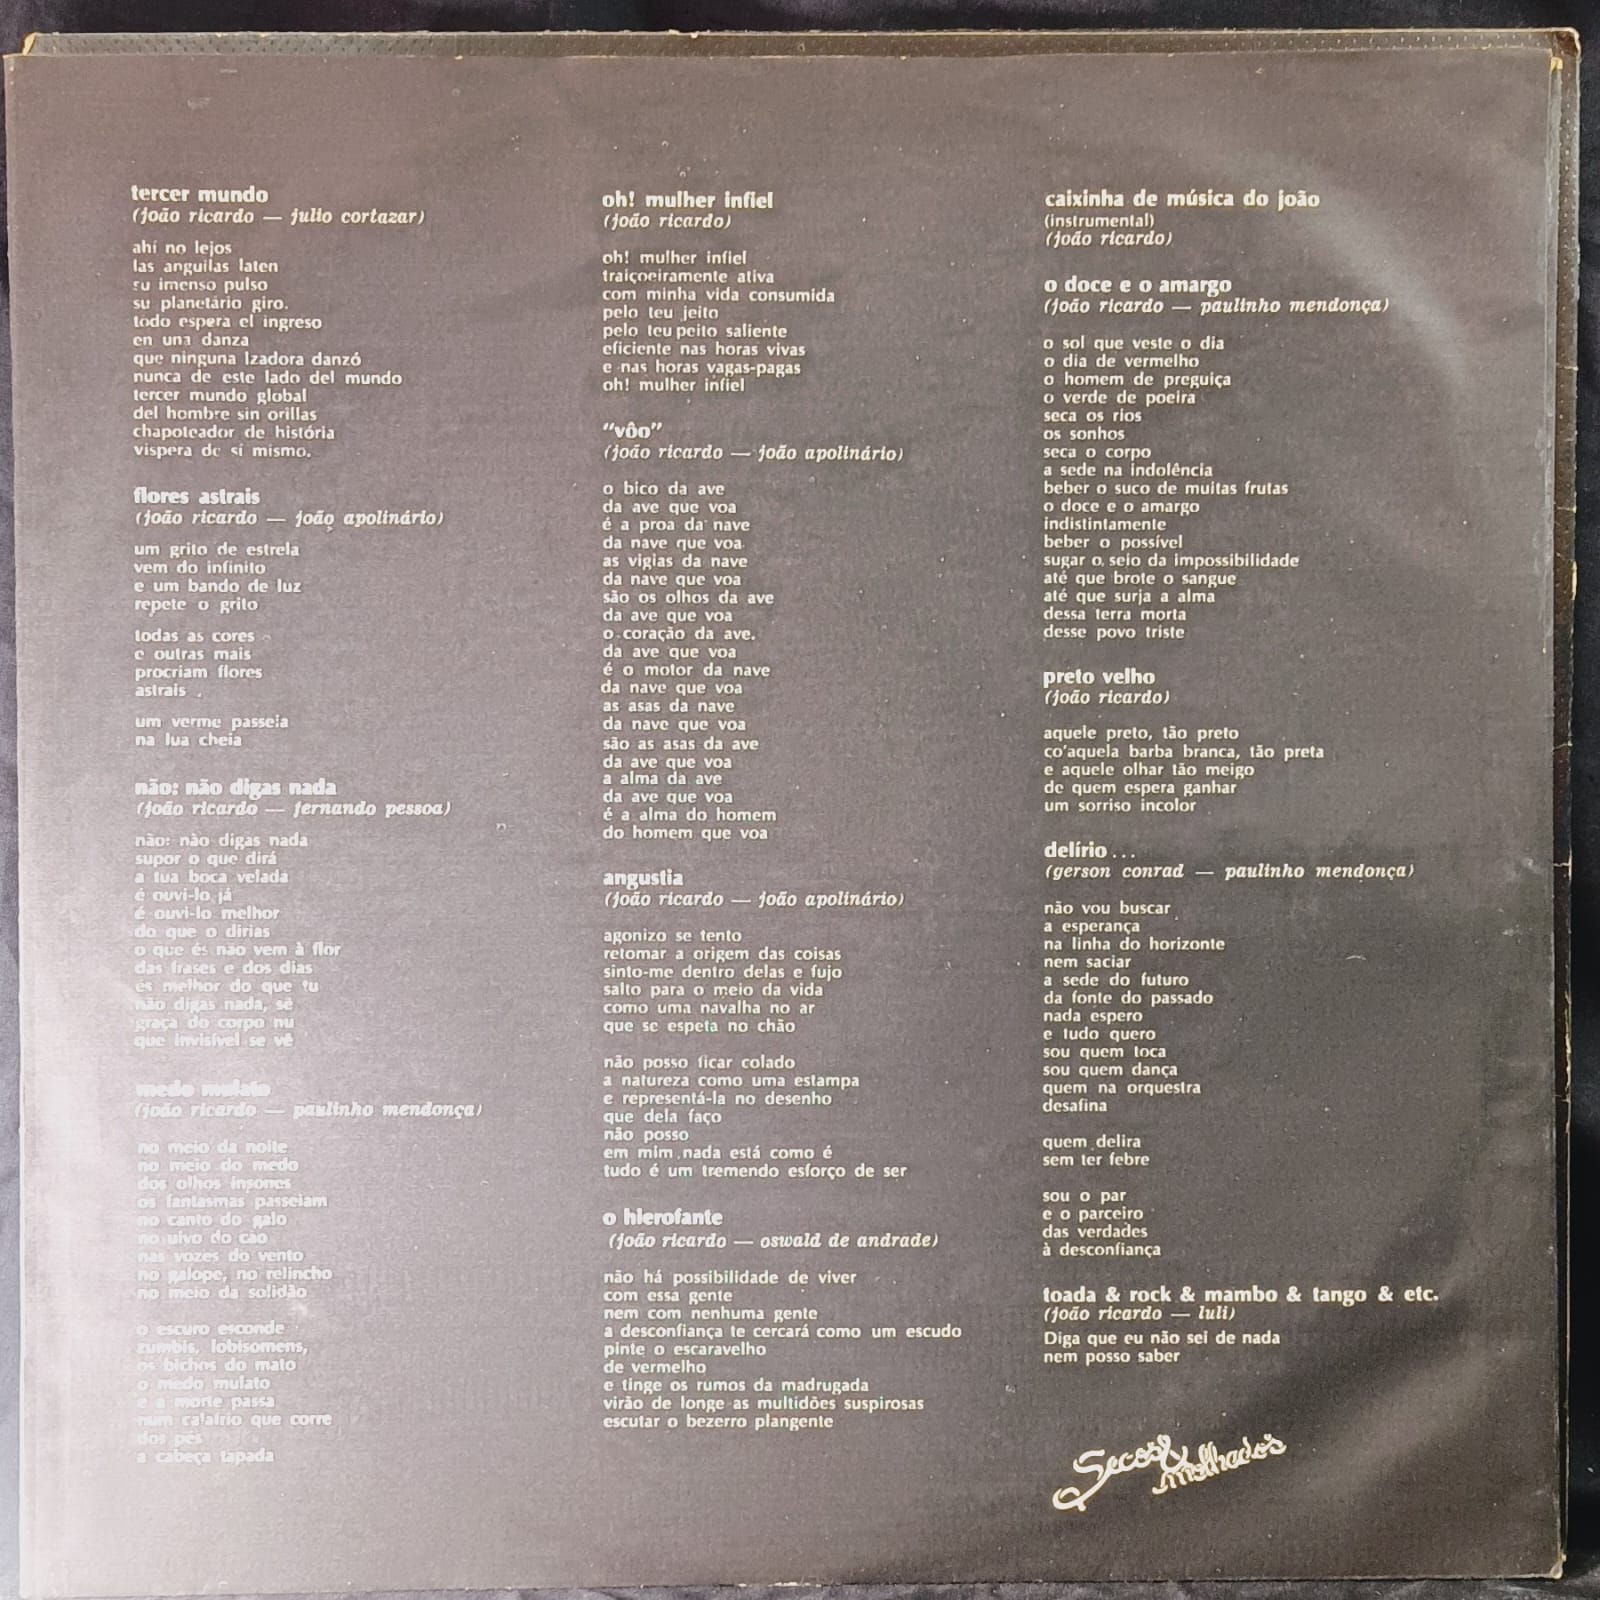 tercer mundo
(joão ricardo — julio cortazar)
ahí no lejos
las anguilas laten
su imenso pulso
su planetário giro.
todo espera el ingreso
en una danza
que ninguna Izadora danzó
nunca de este lado del mundo
tercer mundo global
del hombre sin orillas
chapoteador de história
vispera de sí mismo.
flores astrais
(joão ricardo — joão apolinário)
um grito de estrela
vem do infinito
e um bando de luz
repete o grito
todas as cores
e outras mais
procriam flores
astrais
um verme passeia
na lua cheia
não: não digas nada
(joão ricardo — fernando pessoa)
não: não digas nada
supor o que dirá
a tua boca velada
é ouvi-lo já
é ouvi-lo melhor
do que o dirias
o que és não vem à flor
das frases e dos dias
és melhor do que tu
não digas nada, sê
graça do corpo nu
que invisível se vê
medo mulato
(joão ricardo — paulinho mendonça)
no meio da noite
no meio do medo
dos olhos insones
os fantasmas passeiam
no canto do galo
no uivo do cão
nas vozes do vento
no galope, no relincho
no meio da solidão
o escuro esconde
zumbis, lobisomens,
os bichos do mato
o medo mulato
e a morte passa
num calafrio que corre
dos pés
a cabeça tapada
oh! mulher infiel
(joão ricardo)
oh! mulher infiel
traiçoeiramente ativa
com minha vida consumida
pelo teu jeito
pelo teu peito saliente
eficiente nas horas vivas
e nas horas vagas-pagas
oh! mulher infiel
"vôo"
(joão ricardo — joão apolinário)
o bico da ave
da ave que voa
é a proa da nave
da nave que voa
as vigias da nave
da nave que voa
são os olhos da ave
da ave que voa
o coração da ave.
da ave que voa
é o motor da nave
da nave que voa
as asas da nave
da nave que voa
são as asas da ave
da ave que voa
a alma da ave
da ave que voa
é a alma do homem
do homem que voa
angustia
(joão ricardo — joão apolinário)
agonizo se tento
retomar a origem das coisas
sinto-me dentro delas e fujo
salto para o meio da vida
como uma navalha no ar
que se espeta no chão
não posso ficar colado
a natureza como uma estampa
e representá-la no desenho
que dela faço
não posso
em mim nada está como é
tudo é um tremendo esforço de ser
o hierofante
(joão ricardo — oswald de andrade)
não há possibilidade de viver
com essa gente
nem com nenhuma gente
a desconfiança te cercará como um escudo
pinte o escaravelho
de vermelho
e tinge os rumos da madrugada
virão de longe as multidões suspirosas
escutar o bezerro plangente
caixinha de música do joão
(instrumental)
(joão ricardo)
o doce e o amargo
(joão ricardo — paulinho mendonça)
o sol que veste o dia
o dia de vermelho
o homem de preguiça
o verde de poeira
seca os rios
os sonhos
seca o corpo
a sede na indolência
beber o suco de muitas frutas
o doce e o amargo
indistintamente
beber o possível
sugar o seio da impossibilidade
até que brote o sangue
até que surja a alma
dessa terra morta
desse povo triste
preto velho
(joão ricardo)
aquele preto, tão preto
co'aquela barba branca, tão preta
e aquele olhar tão meigo
de quem espera ganhar
um sorriso incolor
delírio...
(gerson conrad — paulinho mendonça)
não vou buscar
a esperança
na linha do horizonte
nem saciar
a sede do futuro
da fonte do passado
nada espero
e tudo quero
sou quem toca
sou quem dança
quem na orquestra
desafina
quem delira
sem ter febre
sou o par
e o parceiro
das verdades
à desconfiança
toada & rock & mambo & tango & etc.
(joão ricardo — luli)
Diga que eu não sei de nada
nem posso saber
Secos & molhados